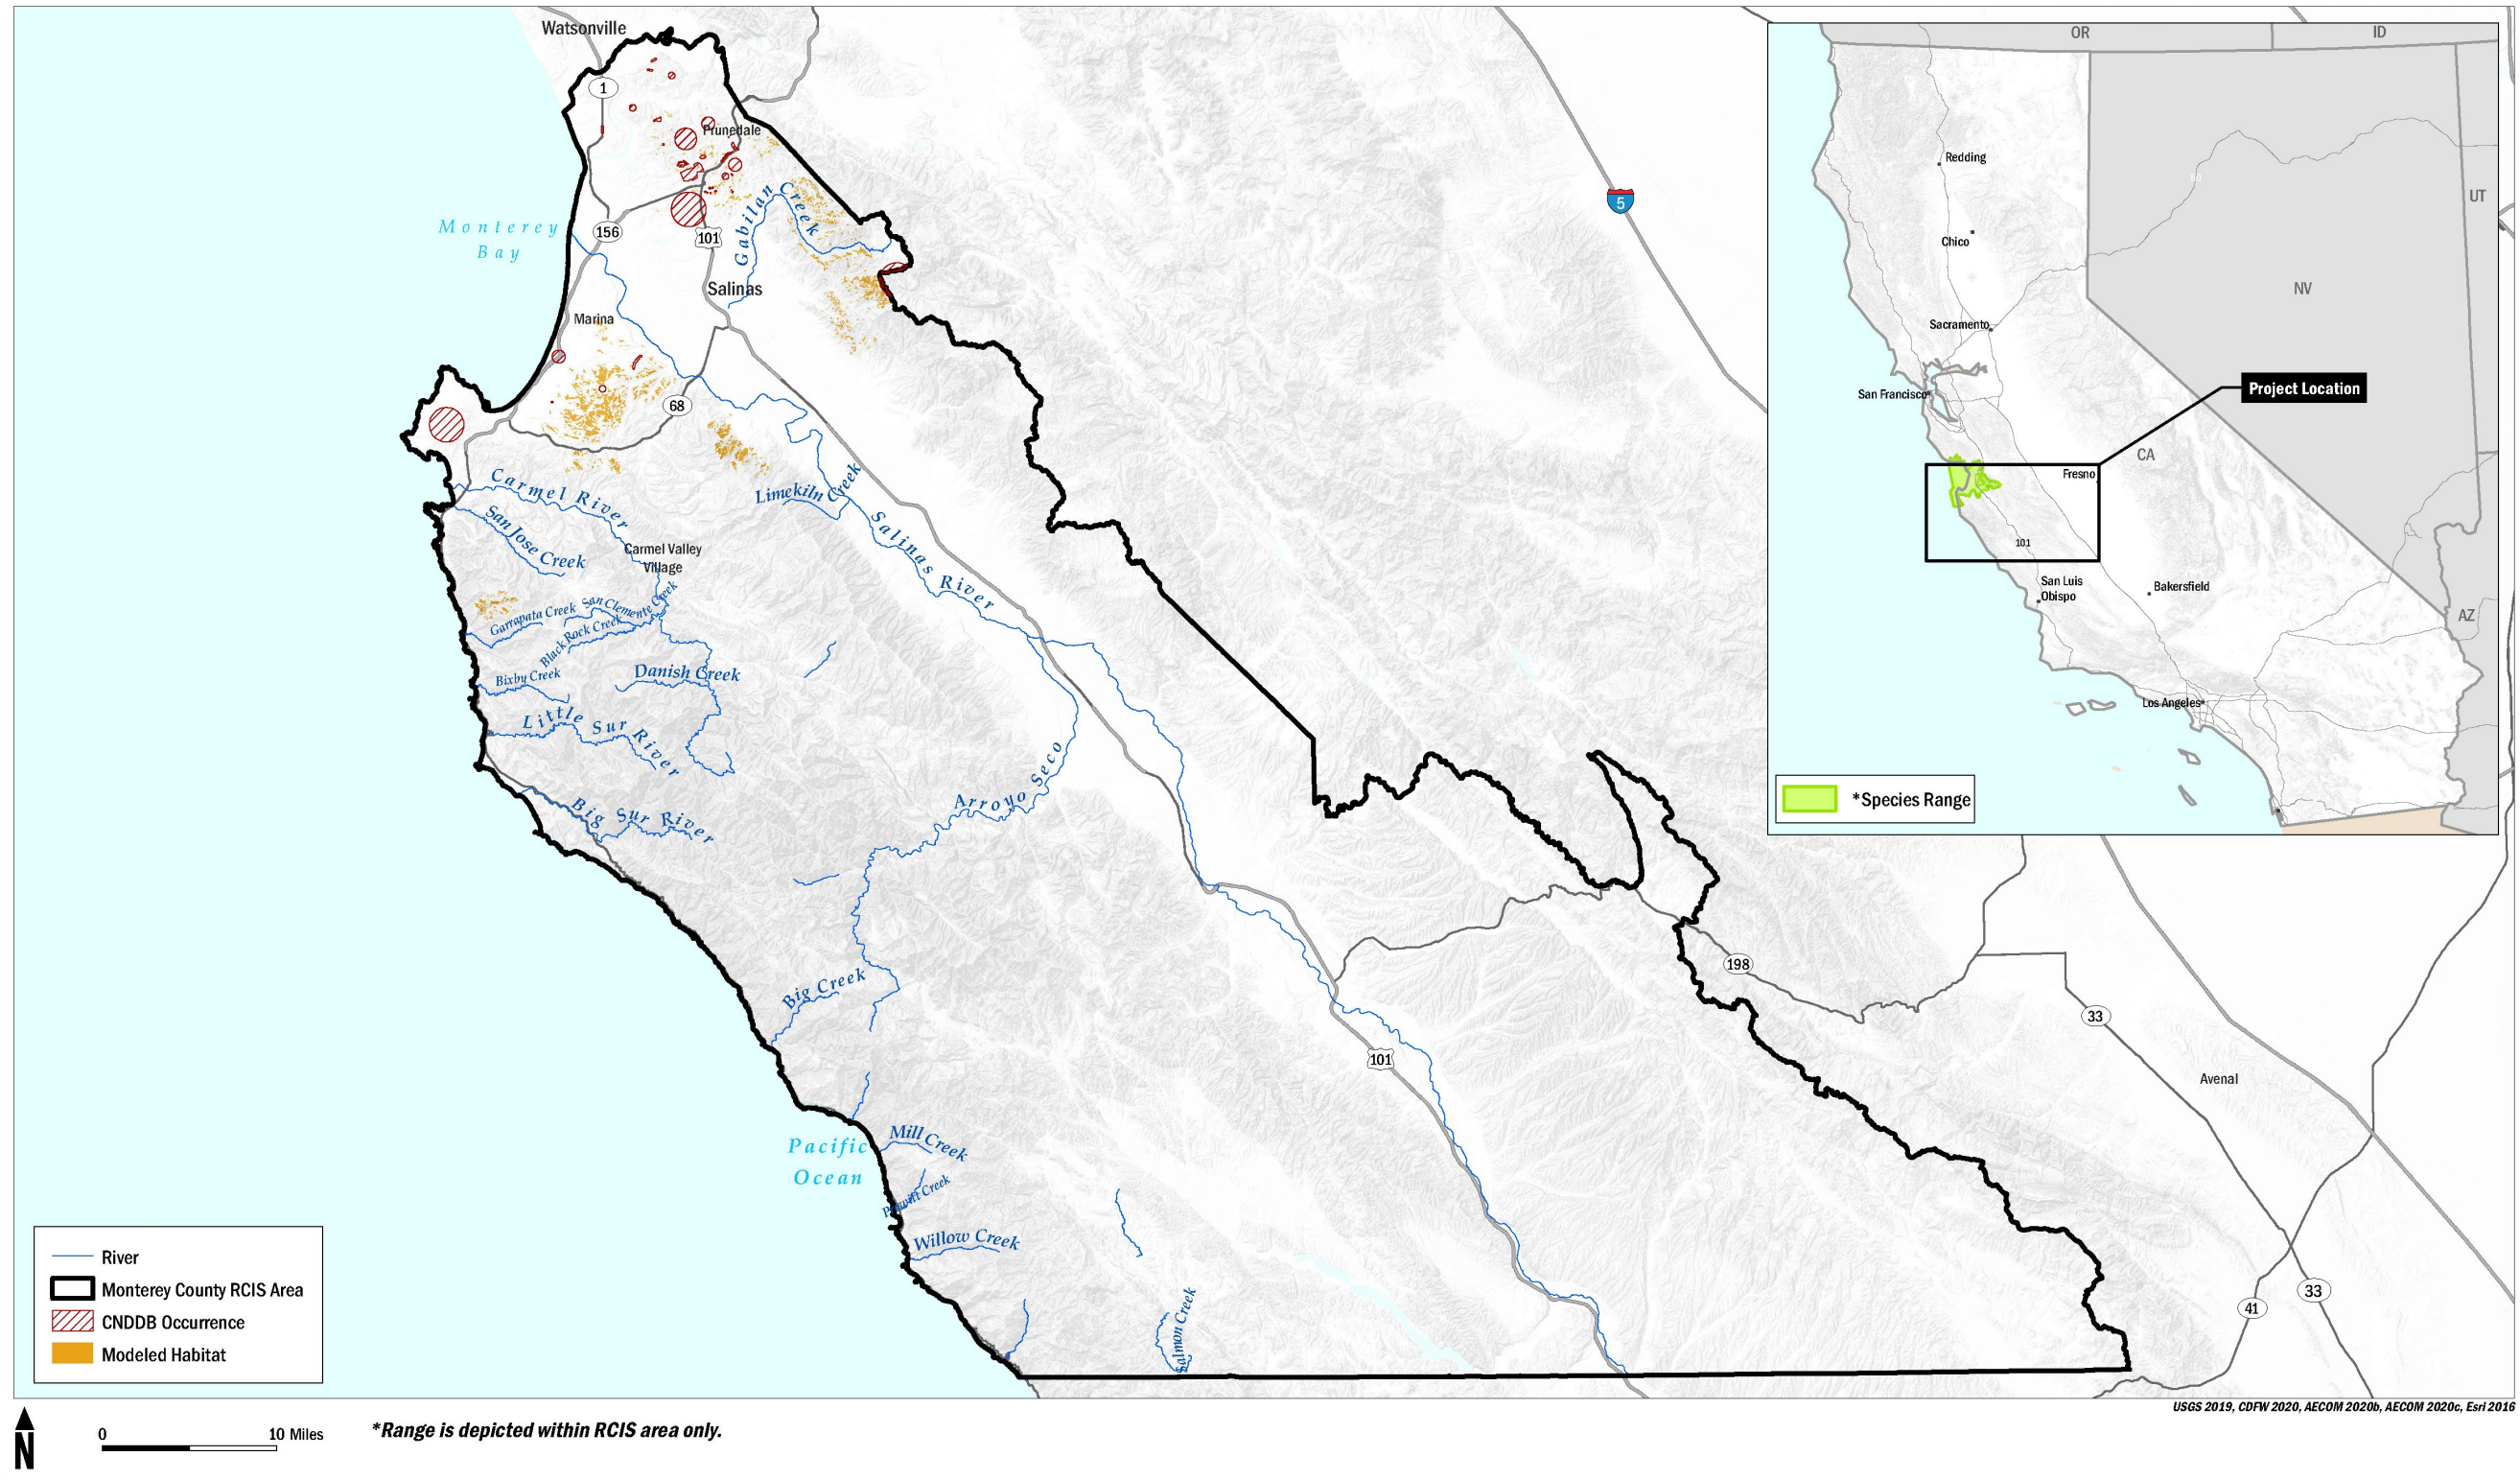 Watsonville
1
Prunedale
Monterey
Bay
156
101
Gabilan Creek
Salinas
Marina
68
Carmel River
San Jose Creek
Limekiln Creek
Salinas River
Carmel Valley
Village
Garrapata Creek
San Clemente Creek
Black Rock Creek
Bixby Creek
Danish Creek
Little Sur River
Big Sur River
Arroyo Seco
Big Creek
Pacific
Ocean
Mill Creek
Creek
Willow Creek
Salmon Creek
101
5
198
33
Avenal
41
33
OR
ID
Redding
Chico
UT
80
NV
Sacramento
San Francisco
Project Location
CA
Fresno
101
San Luis
Obispo
Bakersfield
AZ
Los Angeles
*Species Range
River
Monterey County RCIS Area
CNDDB Occurrence
Modeled Habitat
N
0 10 Miles
*Range is depicted within RCIS area only.
USGS 2019, CDFW 2020, AECOM 2020b, AECOM 2020c, Esri 2016